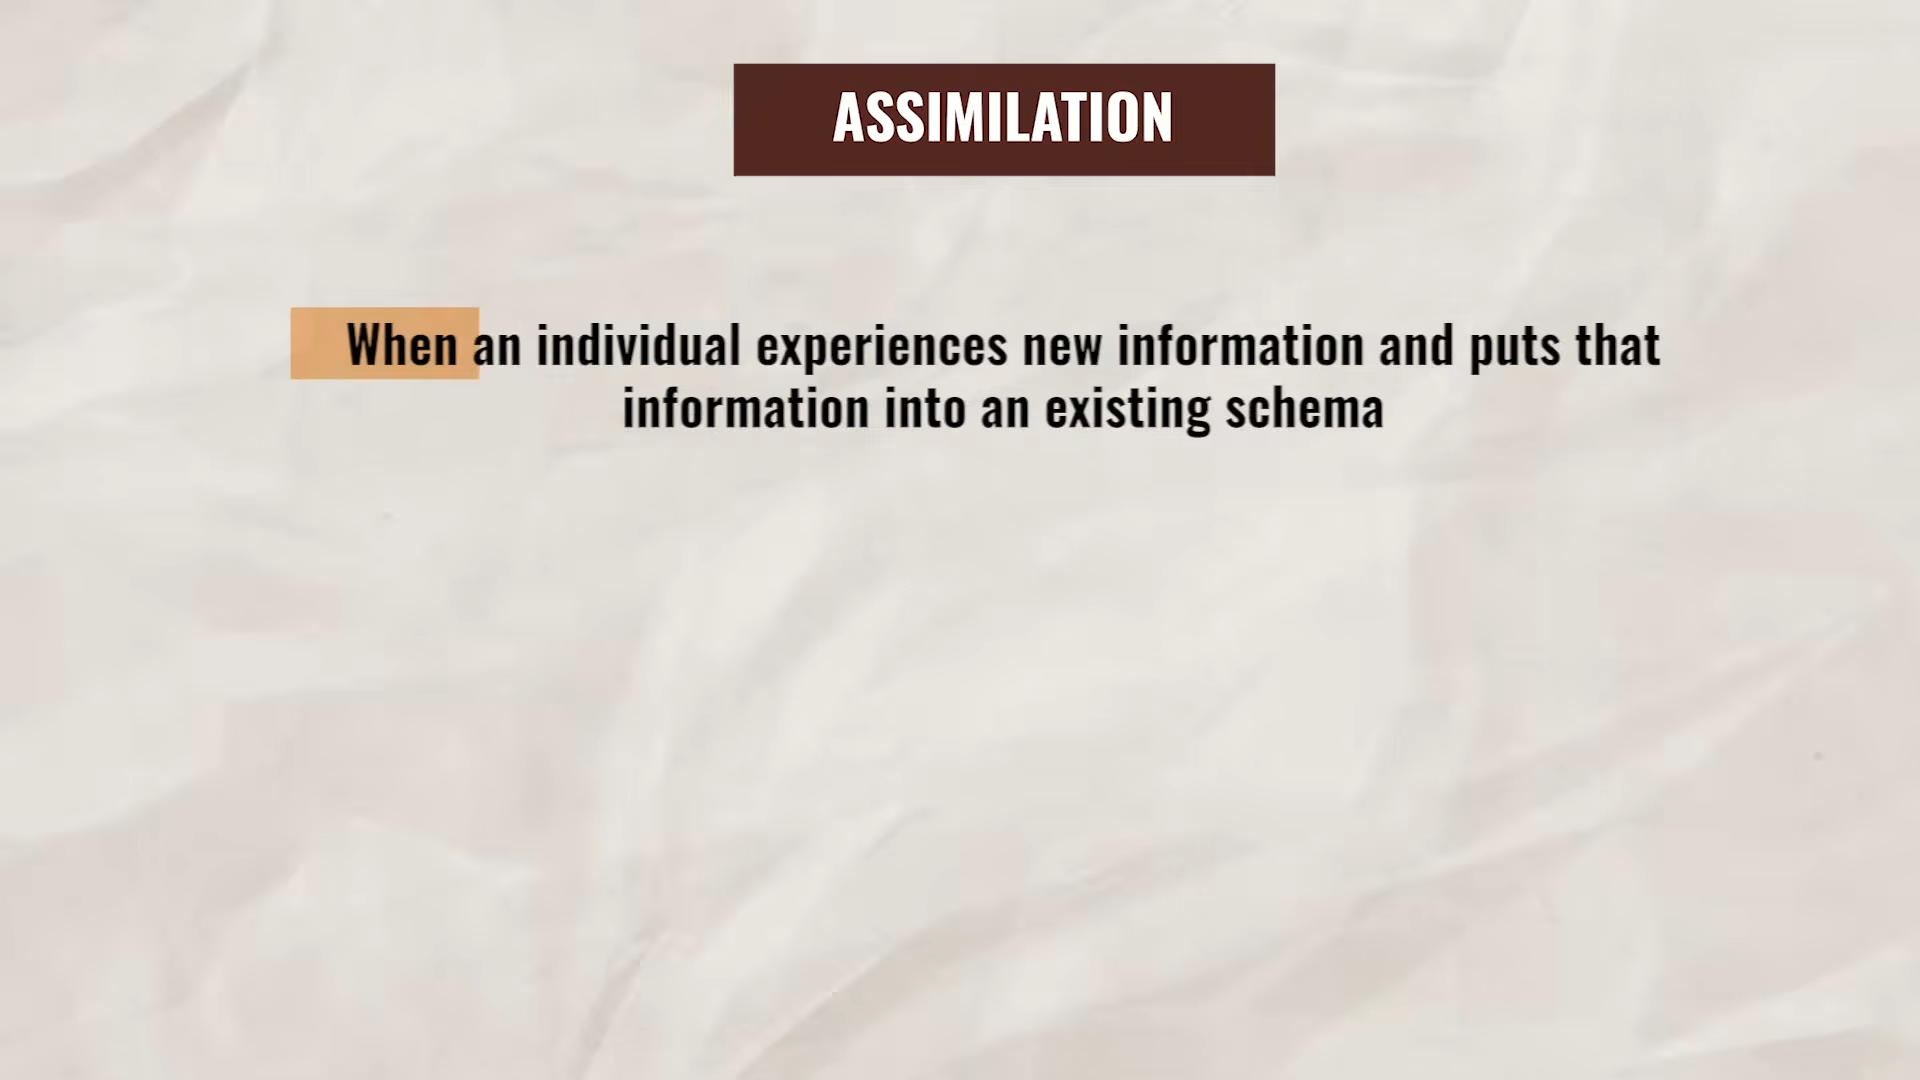 ASSIMILATION
When an individual experiences new information and puts that
information into an existing schema